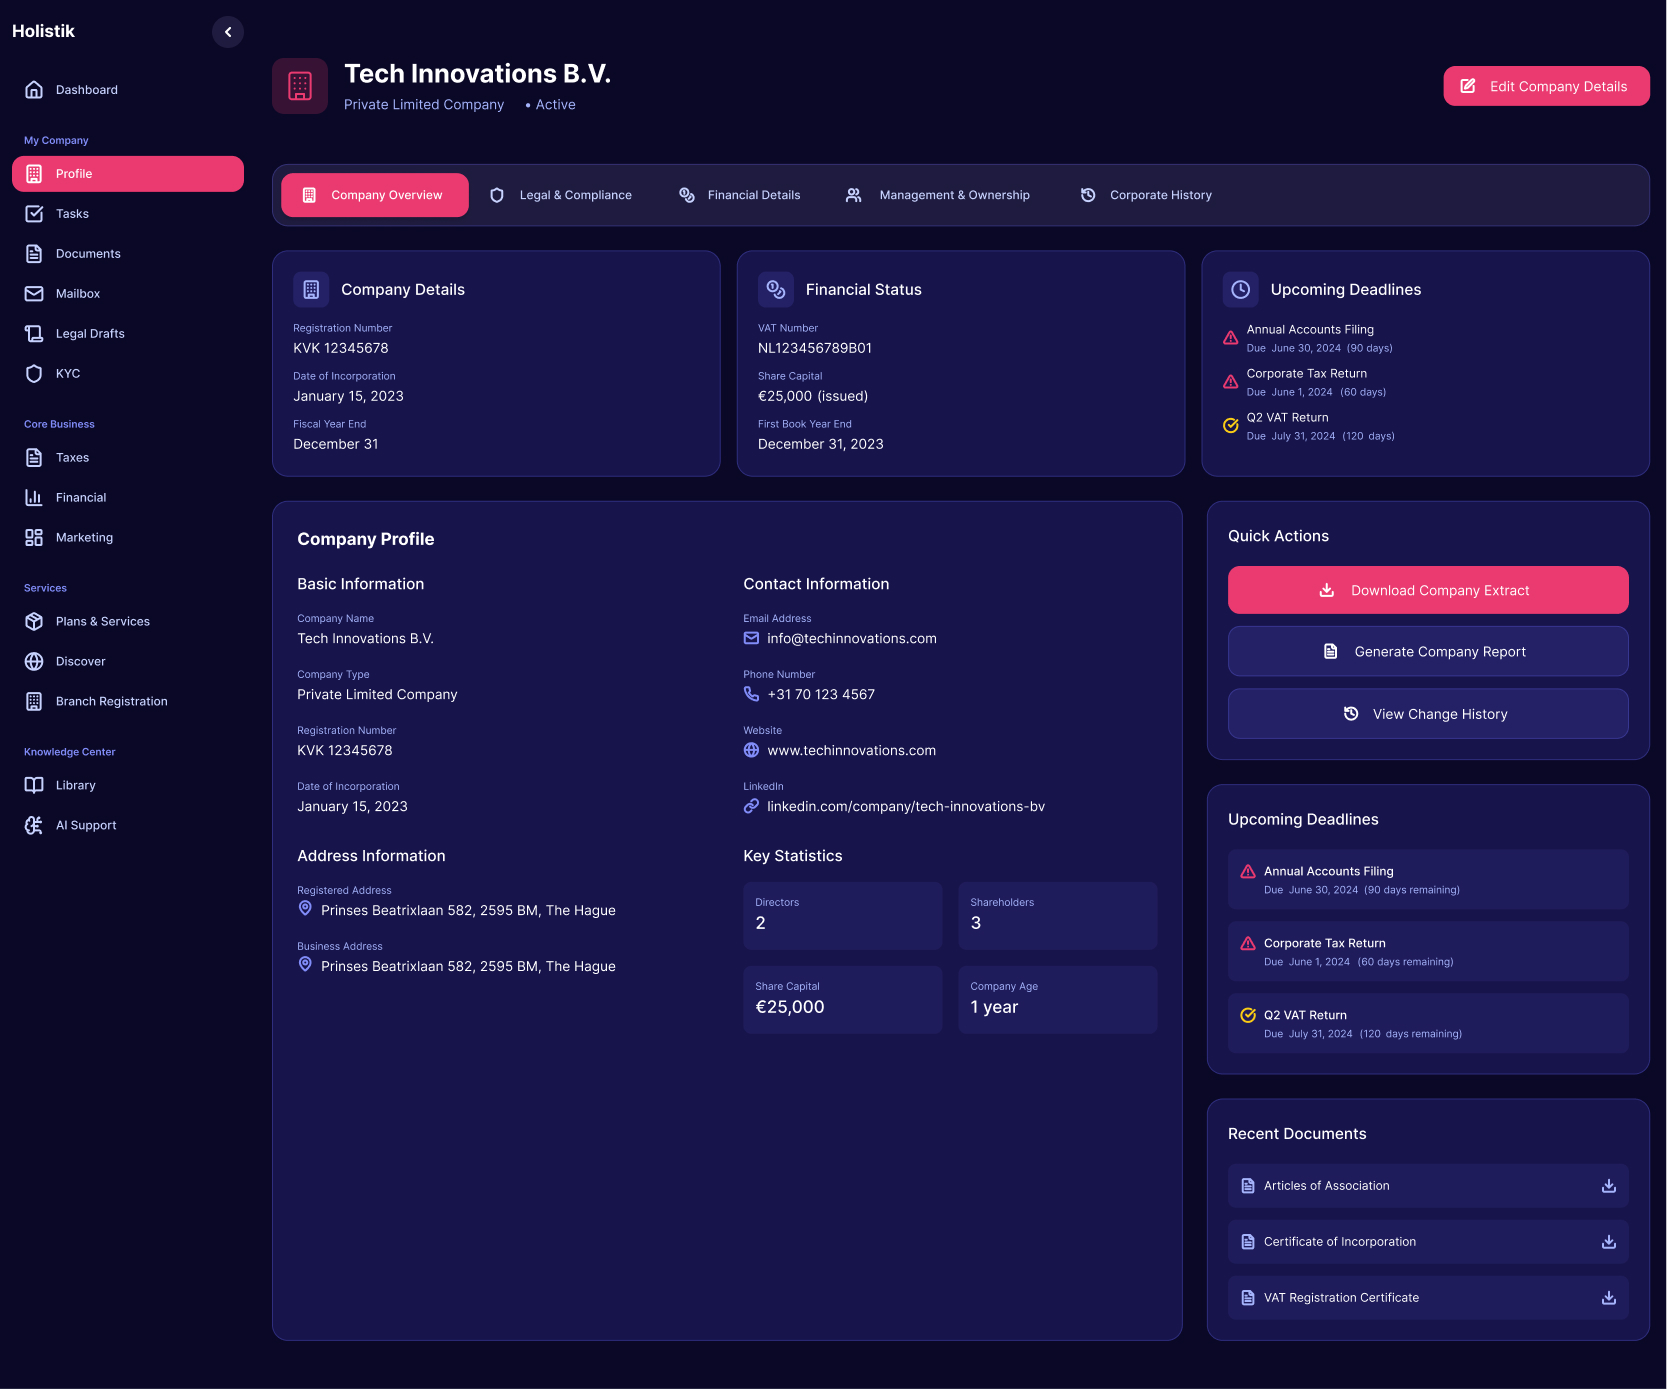 Holistik
Dashboard
My Company
Profile
Tasks
Documents
Mailbox
Legal Drafts
KYC
Core Business
Taxes
Financial
Marketing
Services
Plans & Services
Discover
Branch Registration
Knowledge Center
Library
AI Support
Tech Innovations B.V.
Private Limited Company • Active
Edit Company Details
Company Overview
Legal & Compliance
Financial Details
Management & Ownership
Corporate History
Company Details
Registration Number
KVK 12345678
Date of Incorporation
January 15, 2023
Fiscal Year End
December 31
Financial Status
VAT Number
NL123456789B01
Share Capital
€25,000 (issued)
First Book Year End
December 31, 2023
Upcoming Deadlines
Annual Accounts Filing
Due June 30, 2024 (90 days)
Corporate Tax Return
Due June 1, 2024 (60 days)
Q2 VAT Return
Due July 31, 2024 (120 days)
Company Profile
Basic Information
Company Name
Tech Innovations B.V.
Company Type
Private Limited Company
Registration Number
KVK 12345678
Date of Incorporation
January 15, 2023
Contact Information
Email Address
info@techinnovations.com
Phone Number
+31 70 123 4567
Website
www.techinnovations.com
LinkedIn
linkedin.com/company/tech-innovations-bv
Address Information
Registered Address
Prinses Beatrixlaan 582, 2595 BM, The Hague
Business Address
Prinses Beatrixlaan 582, 2595 BM, The Hague
Key Statistics
Directors
2
Shareholders
3
Share Capital
€25,000
Company Age
1 year
Quick Actions
Download Company Extract
Generate Company Report
View Change History
Upcoming Deadlines
Annual Accounts Filing
Due June 30, 2024 (90 days remaining)
Corporate Tax Return
Due June 1, 2024 (60 days remaining)
Q2 VAT Return
Due July 31, 2024 (120 days remaining)
Recent Documents
Articles of Association
Certificate of Incorporation
VAT Registration Certificate